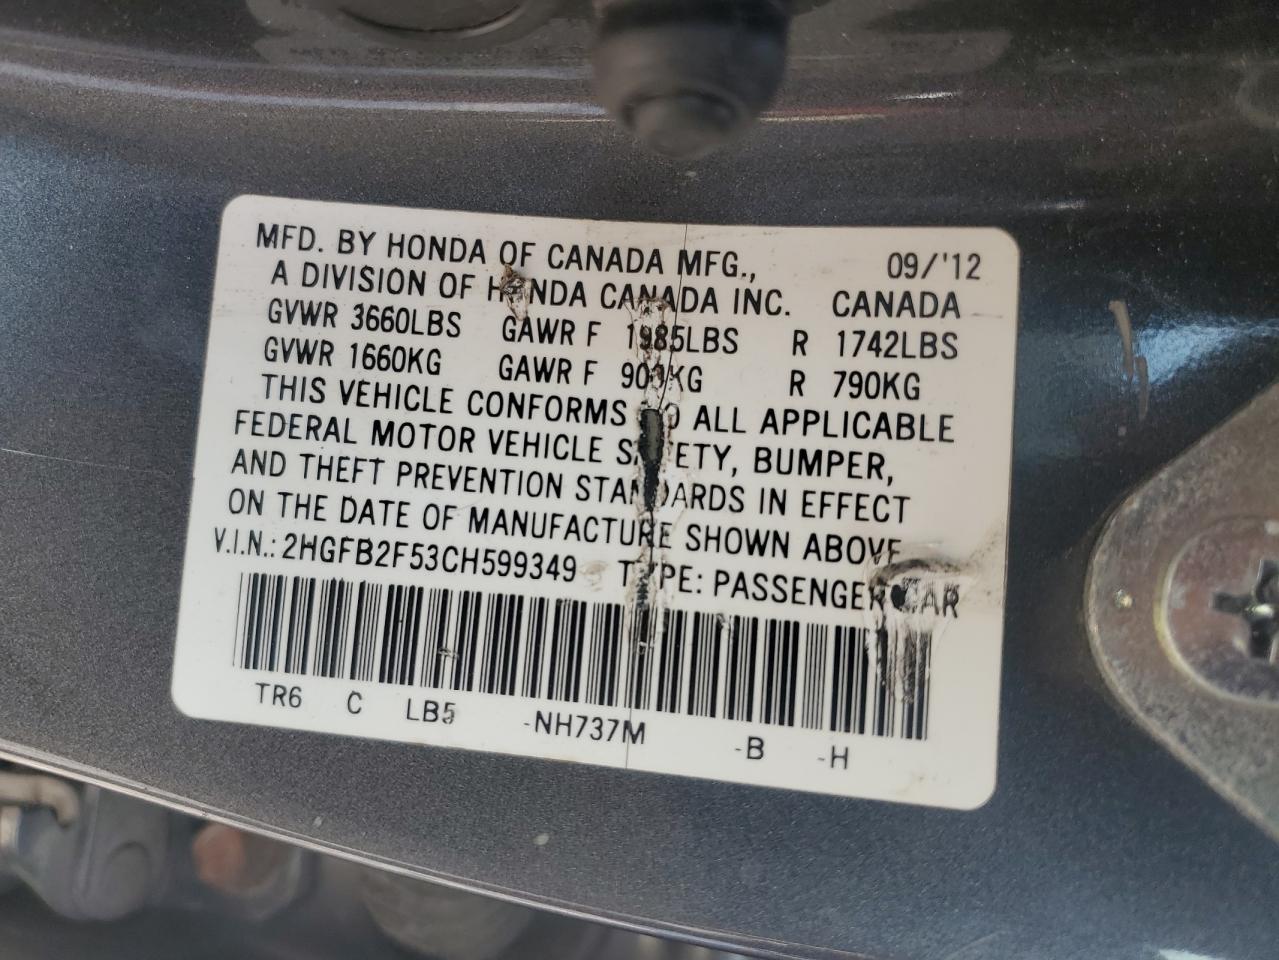 MFD. BY HONDA OF CANADA MFG., 09/'12
A DIVISION OF HONDA CANADA INC. CANADA
GVWR 3660LBS GAWR F 1985LBS R 1742LBS
GVWR 1660KG GAWR F 900KG R 790KG
THIS VEHICLE CONFORMS TO ALL APPLICABLE
FEDERAL MOTOR VEHICLE SAFETY, BUMPER,
AND THEFT PREVENTION STANDARDS IN EFFECT
ON THE DATE OF MANUFACTURE SHOWN ABOVE
V.I.N.: 2HGFB2F53CH599349 TYPE: PASSENGER CAR
TR6 C LB5 -NH737M -B -H